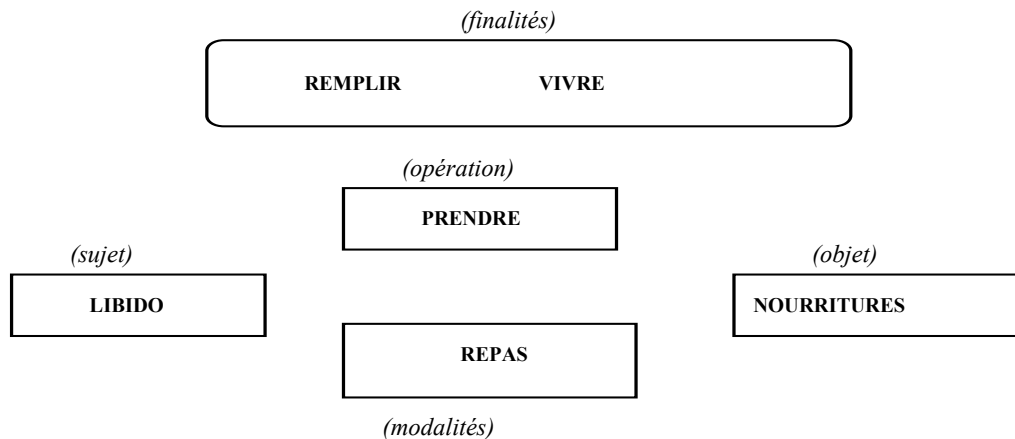 (finalités)
REMPLIR VIVRE
(opération)
PRENDRE
(sujet) (objet)
LIBIDO NOURRITURES
REPAS
(modalités)